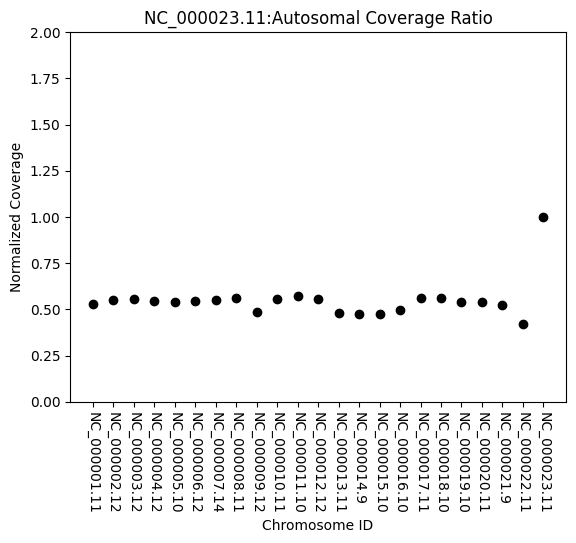 NC_000023.11:Autosomal Coverage Ratio
2.00
1.75
1.50
1.25
1.00
0.75
0.50
0.25
0.00
Normalized Coverage
NC_000001.11
NC_000002.12
NC_000003.12
NC_000004.12
NC_000005.10
NC_000006.12
NC_000007.14
NC_000008.11
NC_000009.12
NC_000010.11
NC_000011.10
NC_000012.12
NC_000013.11
NC_000014.9
NC_000015.10
NC_000016.10
NC_000017.11
NC_000018.10
NC_000019.10
NC_000020.11
NC_000021.9
NC_000022.11
NC_000023.11
Chromosome ID